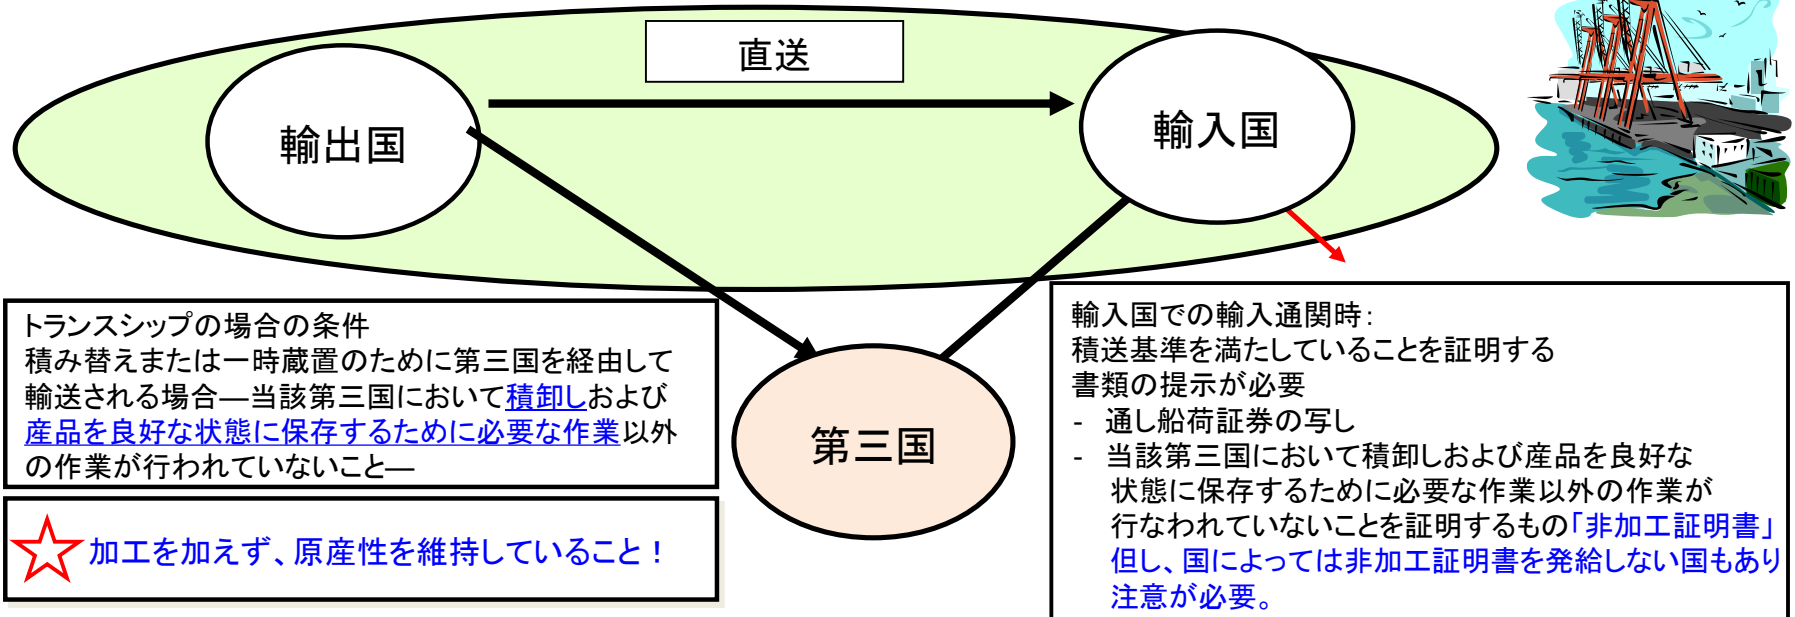 直送
輸出国
輸入国
第三国
トランスシップの場合の条件
積み替えまたは一時蔵置のために第三国を経由して
輸送される場合―当該第三国において積卸しおよび
産品を良好な状態に保存するために必要な作業以外
の作業が行われていないこと―
加工を加えず、原産性を維持していること！
輸入国での輸入通関時：
積送基準を満たしていることを証明する
書類の提示が必要
- 通し船荷証券の写し
- 当該第三国において積卸しおよび産品を良好な
状態に保存するために必要な作業以外の作業が
行なわれていないことを証明するもの「非加工証明書」
但し、国によっては非加工証明書を発給しない国もあり
注意が必要。